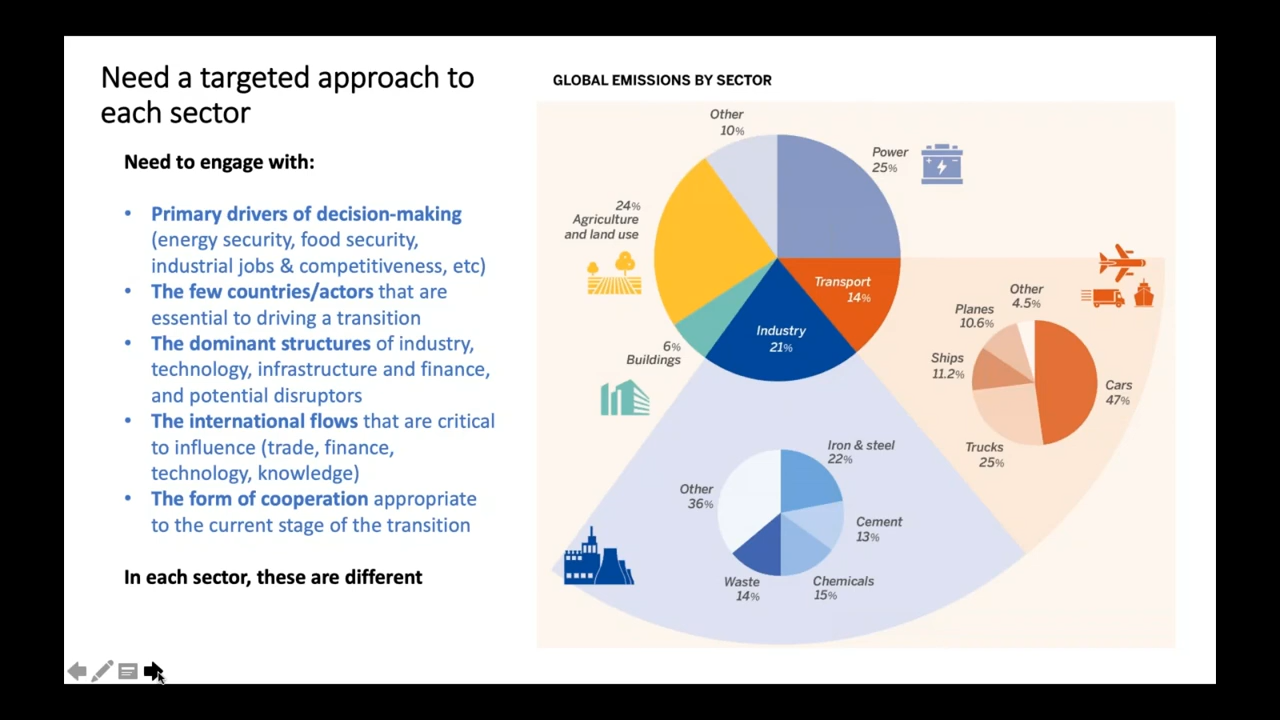 Need a targeted approach to
each sector
Need to engage with:
• Primary drivers of decision-making
(energy security, food security,
industrial jobs & competitiveness, etc)
• The few countries/actors that are
essential to driving a transition
• The dominant structures of industry,
technology, infrastructure and finance,
and potential disruptors
• The international flows that are critical
to influence (trade, finance,
technology, knowledge)
• The form of cooperation appropriate
to the current stage of the transition
In each sector, these are different
GLOBAL EMISSIONS BY SECTOR
Other
10%
Power
25%
24%
Agriculture
and land use
Transport
14%
Industry
21%
6%
Buildings
Other
4.5%
Planes
10.6%
Ships
11.2%
Cars
47%
Trucks
25%
Iron & steel
22%
Other
36%
Cement
13%
Waste
14%
Chemicals
15%